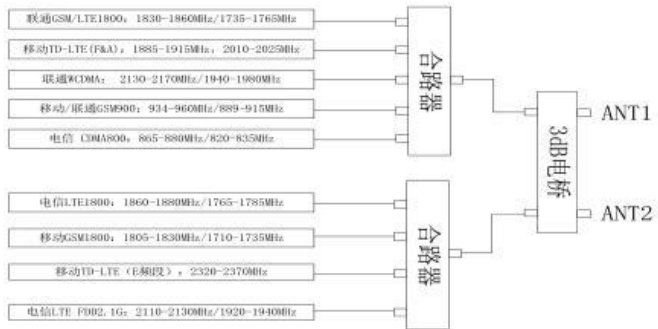 联通GSM/LTE1800：1830-1860MHz/1735-1765MHz
移动TD-LTE(F&A)：1885-1915MHz，2010-2025MHz
联通WCDMA：2130-2170MHz/1940-1980MHz
移动/联通GSM900：934-960MHz/889-915MHz
电信 CDMA800：865-880MHz/820-835MHz
合路器
电信LTE1800：1860-1880MHz/1765-1785MHz
移动GSM1800：1805-1830MHz/1710-1735MHz
移动TD-LTE（E频段）：2320-2370MHz
电信LTE FDD2.1G：2110-2130MHz/1920-1940MHz
合路器
3dB电桥
ANT1
ANT2